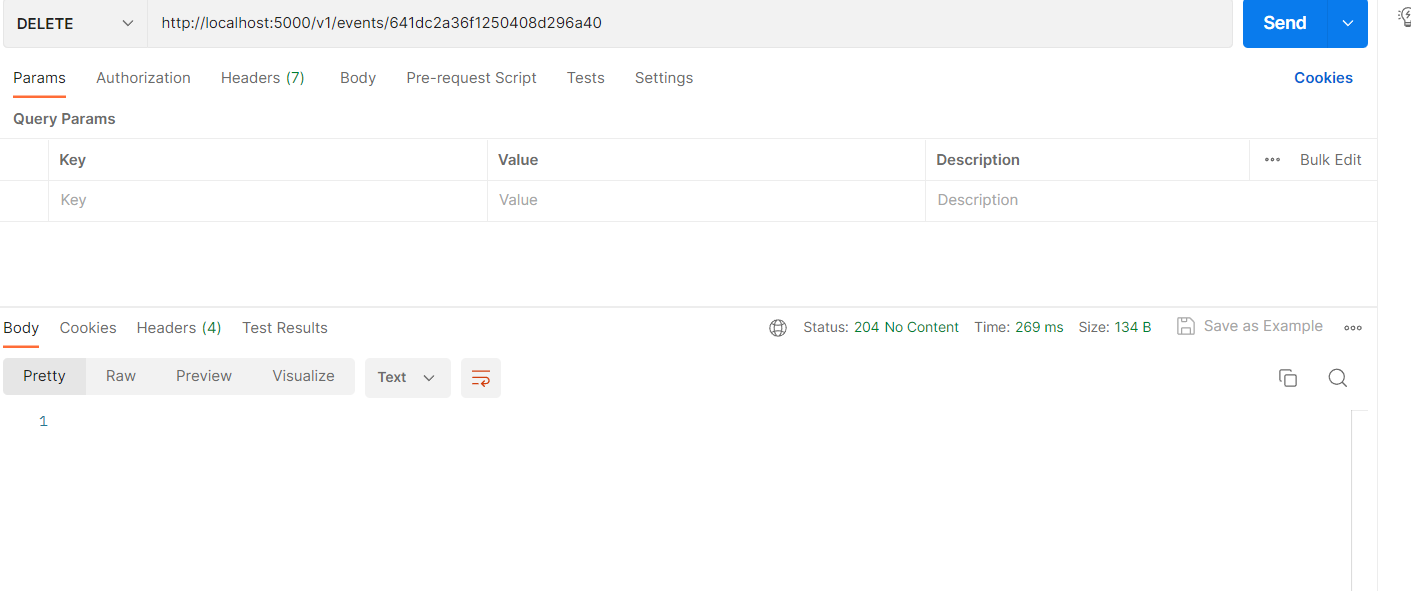 DELETE http://localhost:5000/v1/events/641dc2a36f1250408d296a40 Send
Params Authorization Headers (7) Body Pre-request Script Tests Settings Cookies
Query Params
Key Value Description Bulk Edit
Key Value Description
Body Cookies Headers (4) Test Results Status: 204 No Content Time: 269 ms Size: 134 B Save as Example
Pretty Raw Preview Visualize Text
1